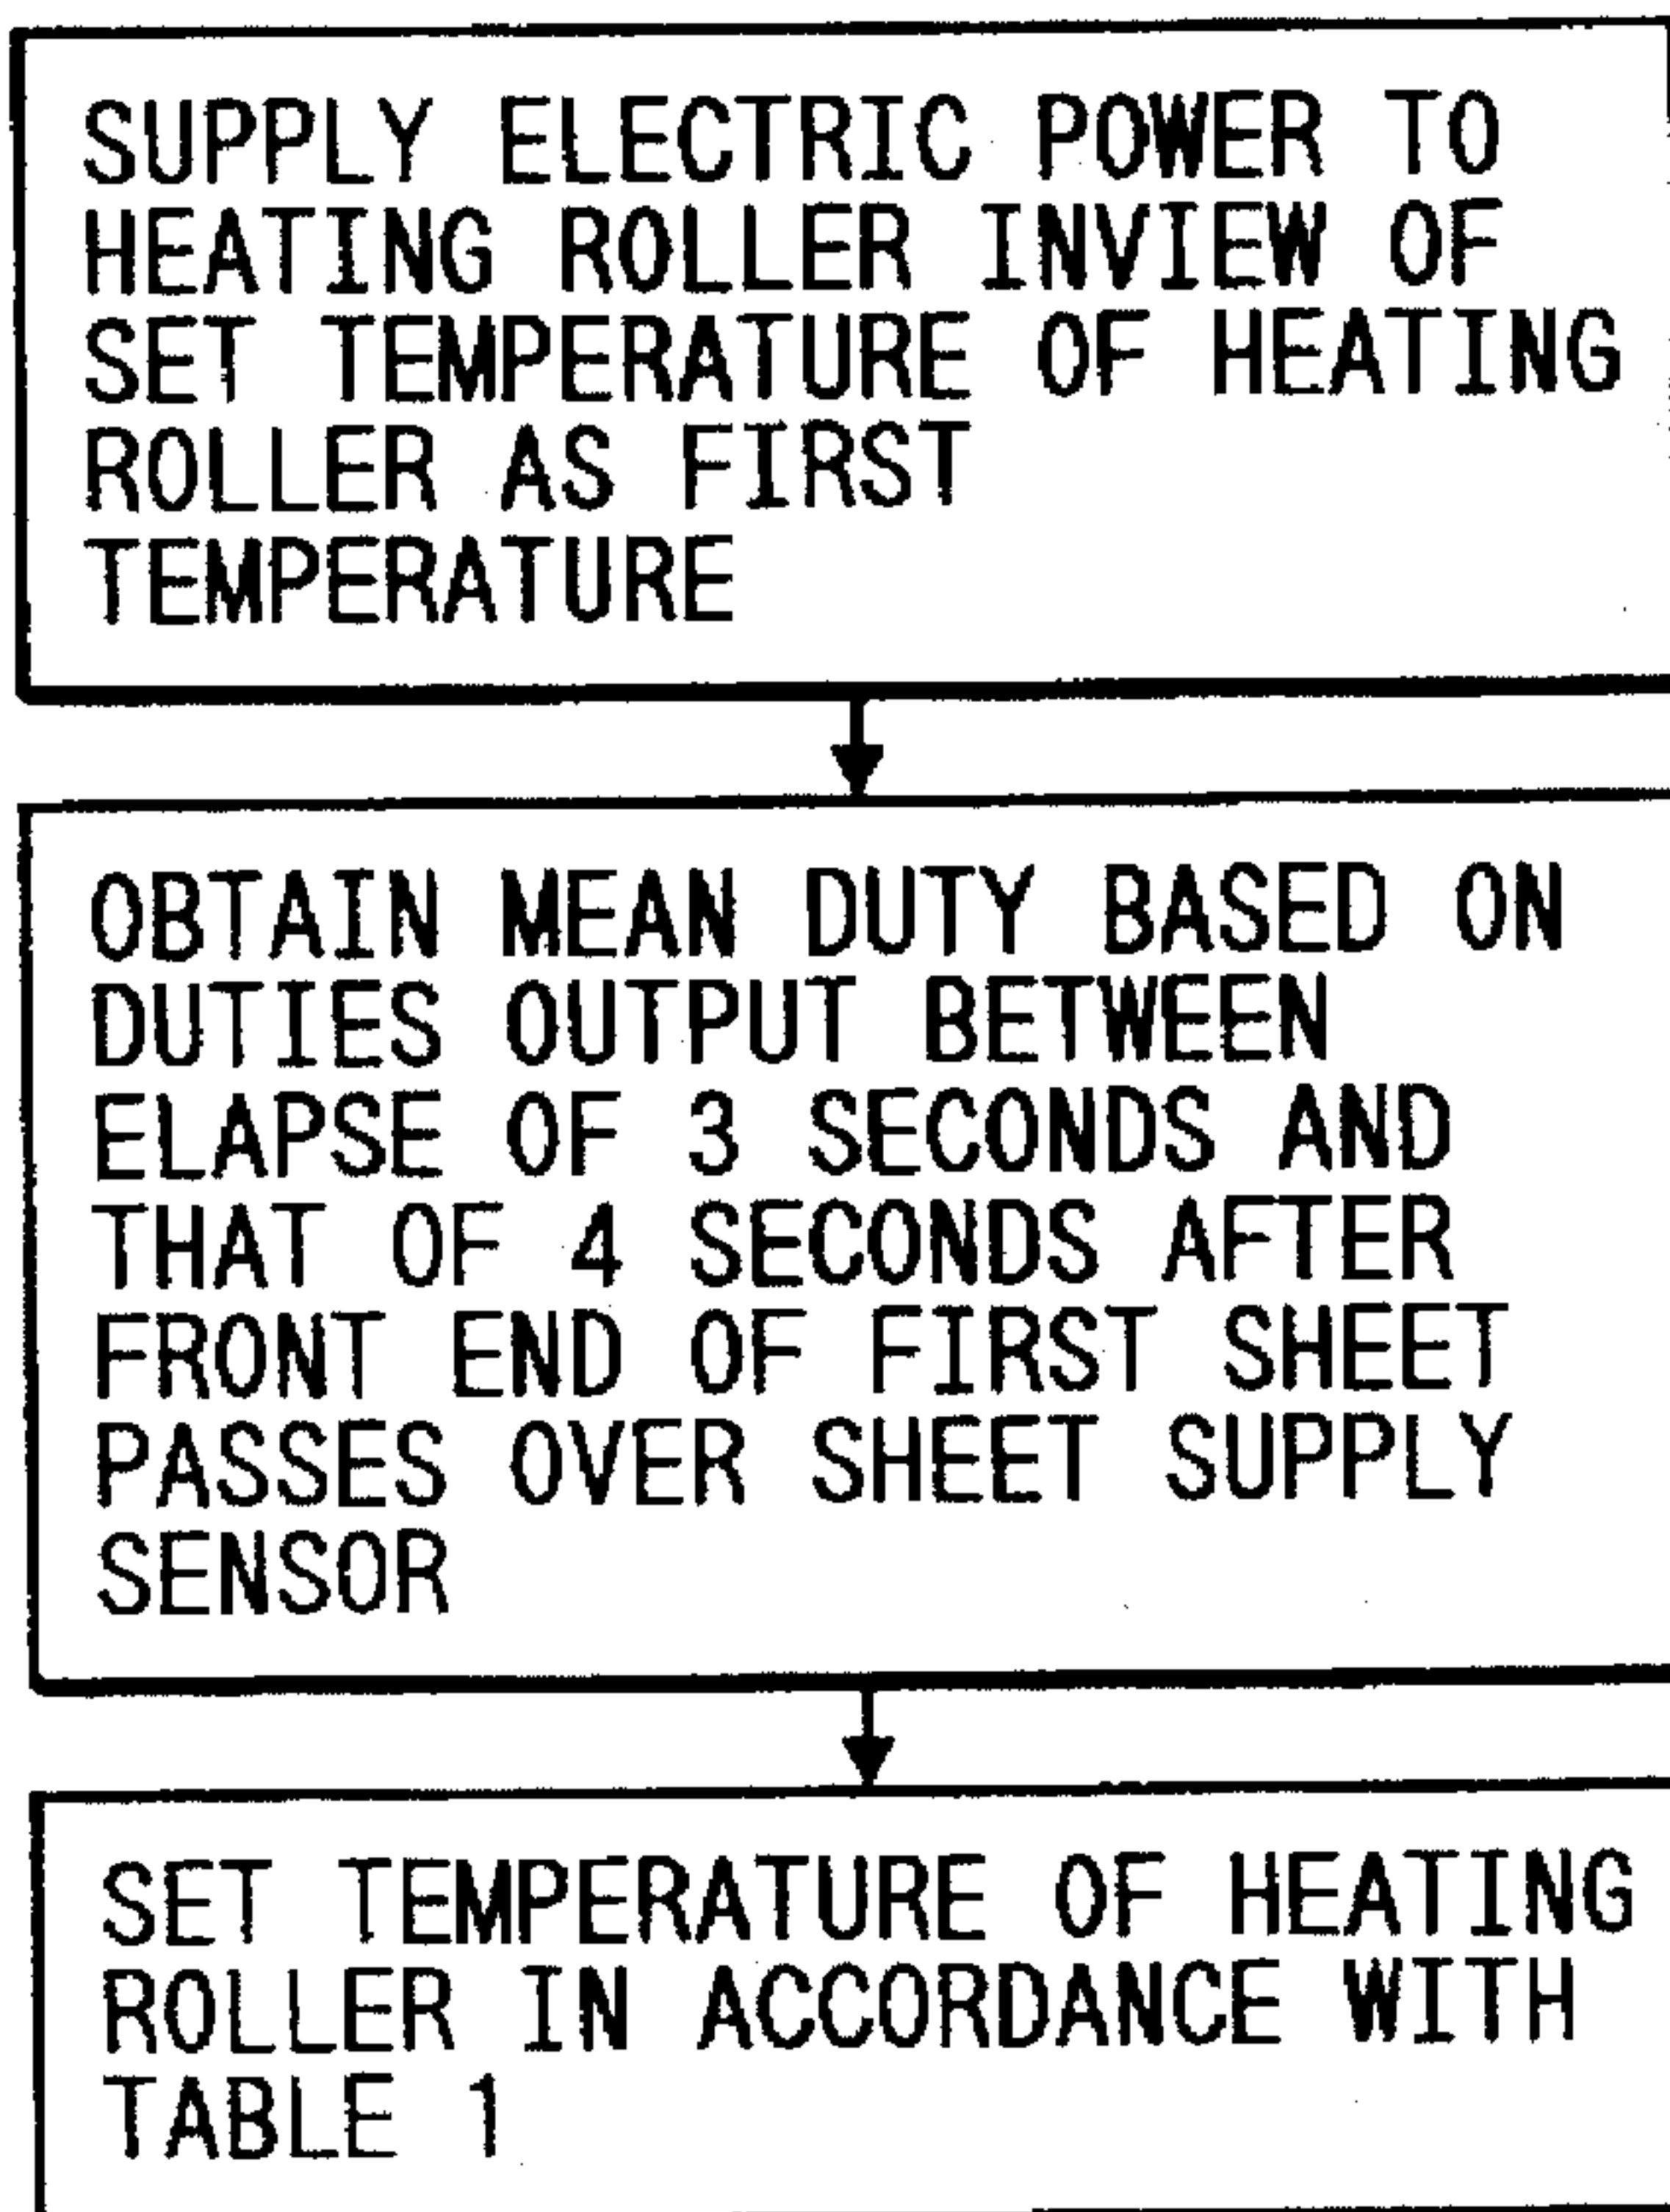 SUPPLY ELECTRIC POWER TO
HEATING ROLLER INVIEW OF
SET TEMPERATURE OF HEATING
ROLLER AS FIRST
TEMPERATURE
OBTAIN MEAN DUTY BASED ON
DUTIES OUTPUT BETWEEN
ELAPSE OF 3 SECONDS AND
THAT OF 4 SECONDS AFTER
FRONT END OF FIRST SHEET
PASSES OVER SHEET SUPPLY
SENSOR
SET TEMPERATURE OF HEATING
ROLLER IN ACCORDANCE WITH
TABLE 1